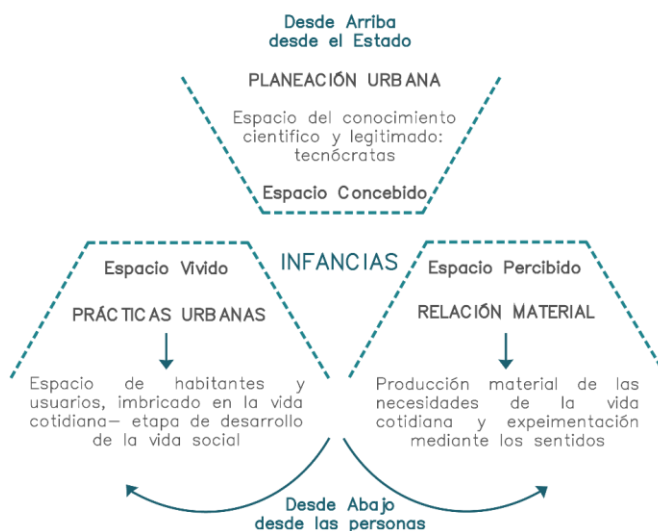 Desde Arriba
desde el Estado
PLANEACIÓN URBANA
Espacio del conocimiento
científico y legitimado:
tecnócratas
Espacio Concebido
INFANCIAS
Espacio Vivido
PRÁCTICAS URBANAS
Espacio de habitantes y
usuarios, imbricado en la vida
cotidiana– etapa de desarrollo
de la vida social
Espacio Percibido
RELACIÓN MATERIAL
Producción material de las
necesidades de la vida
cotidiana y expeimentación
mediante los sentidos
Desde Abajo
desde las personas